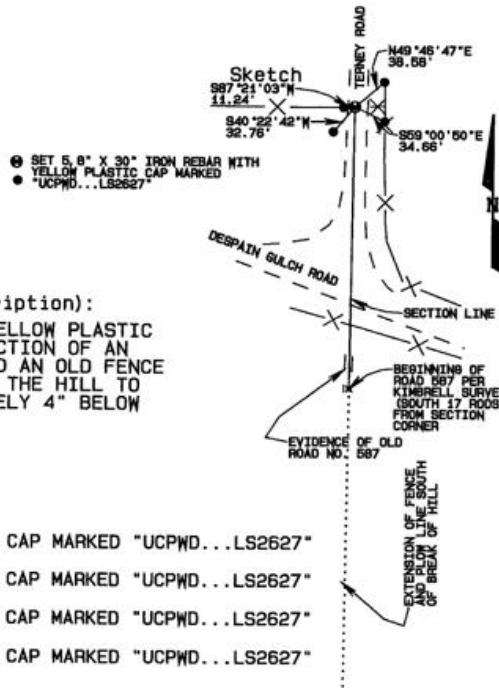 TERNEY ROAD
N49°46'47"E
38.58'
Sketch
S87°21'03"W
11.24'
S40°22'42"W
32.76'
S59°00'50"E
34.66'
SET 5,8" X 30" IRON REBAR WITH
YELLOW PLASTIC CAP MARKED
"UCPWD...LS2627"
N
DESPAIN GULCH ROAD
SECTION LINE
iption):
ELLOW PLASTIC
CTION OF AN
D AN OLD FENCE
THE HILL TO
ELY 4" BELOW
BEGINNING OF
ROAD 587 PER
KIMBRELL SURVE
(SOUTH 17 RODS
FROM SECTION
CORNER
EVIDENCE OF OLD
ROAD NO. 587
EXTENSION OF FENCE
AND PLOW LINE SOUTH
OF BREAK OF HILL
CAP MARKED "UCPWD...LS2627"
CAP MARKED "UCPWD...LS2627"
CAP MARKED "UCPWD...LS2627"
CAP MARKED "UCPWD...LS2627"